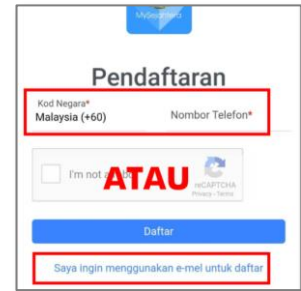 MySejahtera
Pendaftaran
Kod Negara*
Malaysia (+60)
Nombor Telefon*
I'm not a robot
ATAU
reCAPTCHA
Privacy - Terms
Daftar
Saya ingin menggunakan e-mel untuk daftar